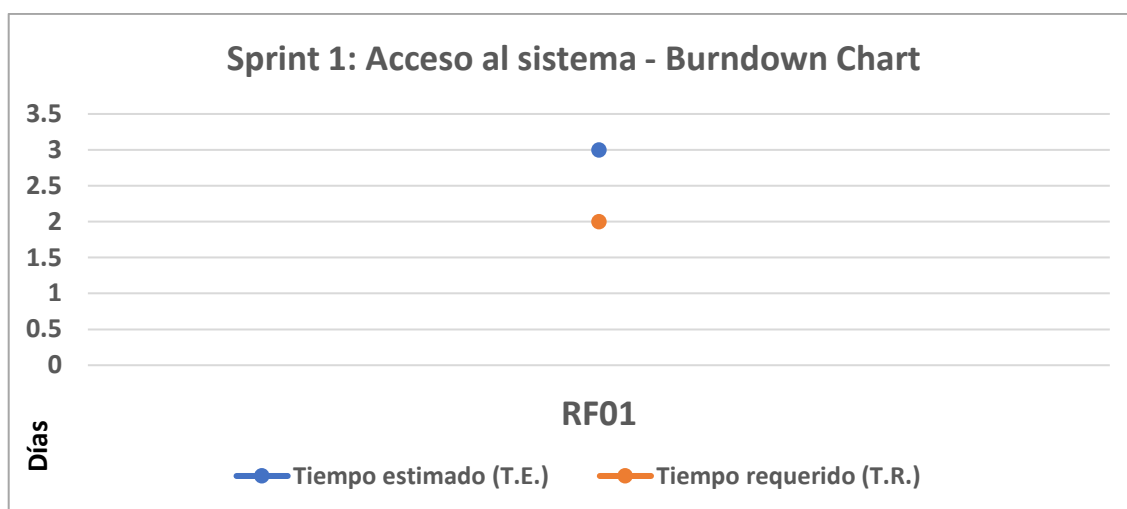 Sprint 1: Acceso al sistema - Burndown Chart
3.5
3
2.5
2
1.5
1
0.5
0
RF01
Días
Tiempo estimado (T.E.) Tiempo requerido (T.R.)